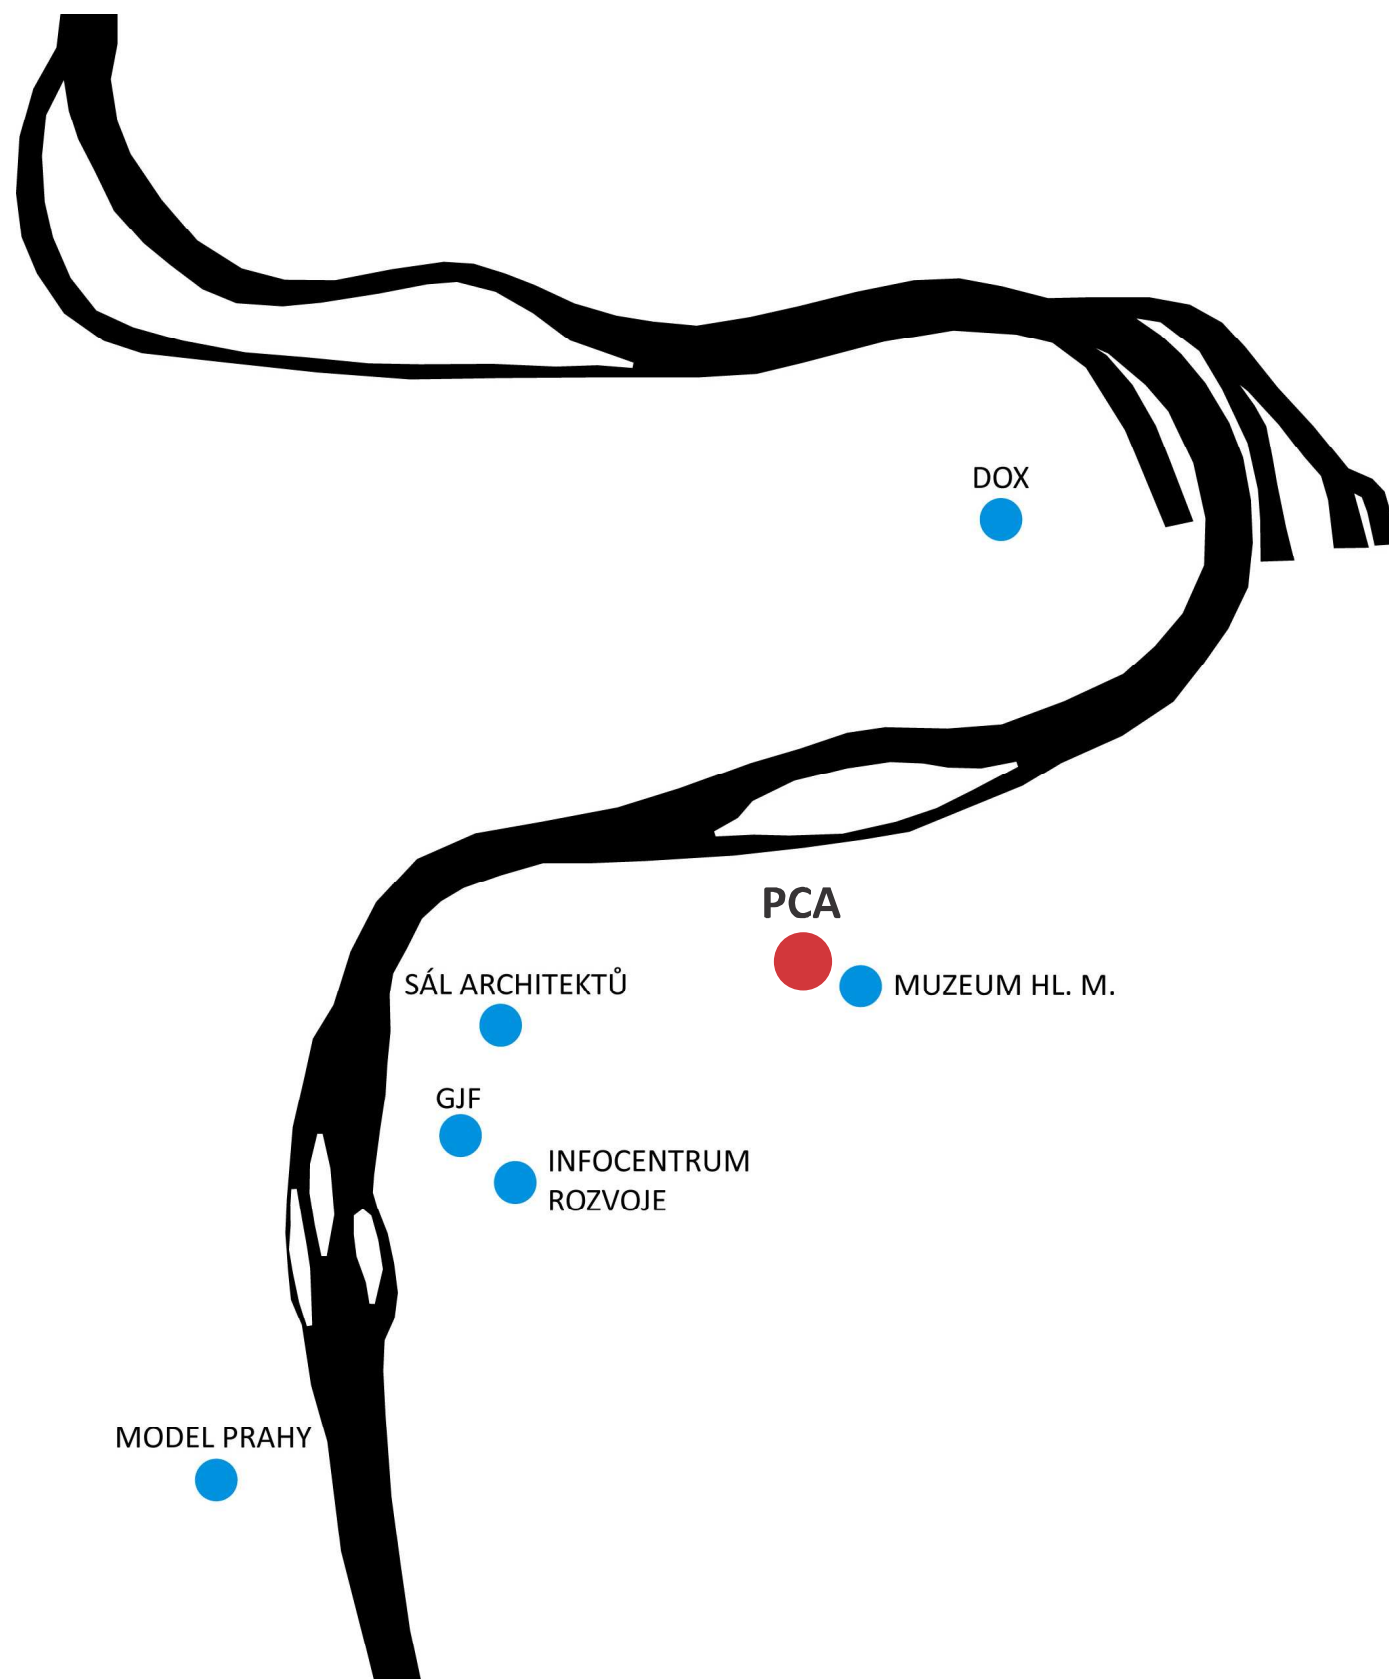 DOX
PCA
SÁL ARCHITEKTŮ
MUZEUM HL. M.
GJF
INFOCENTRUM
ROZVOJE
MODEL PRAHY